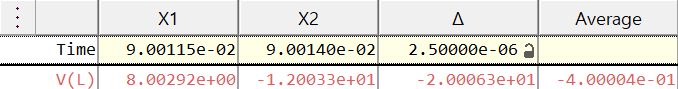 X1 X2 Δ Average
Time 9.00115e-02 9.00140e-02 2.50000e-06
V(L) 8.00292e+00 -1.20033e+01 -2.00063e+01 -4.00004e-01